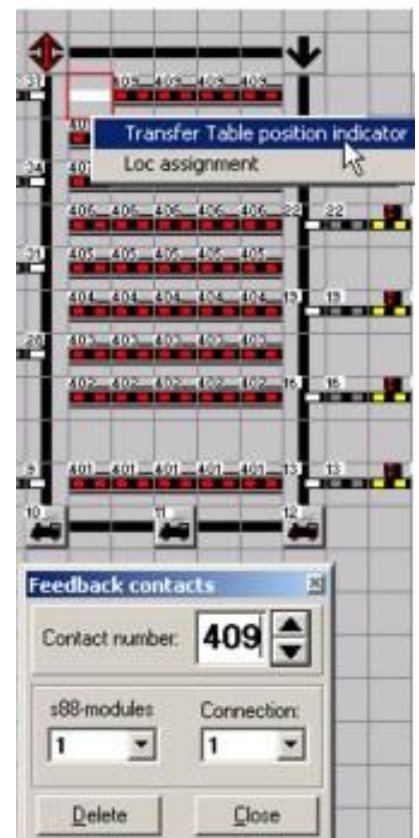 31 409 409 409 409
Transfer Table position indicator
Loc assignment
34
406 406 406 406 406 22 22
31 405 405 405 405 405
404 404 404 404 404 19 19
28 403 403 403 403 403
402 402 402 402 402 16 16
9 401 401 401 401 401 13 13
10 11 12
Feedback contacts
Contact number: 409
s88-modules Connection:
1 1
Delete Close